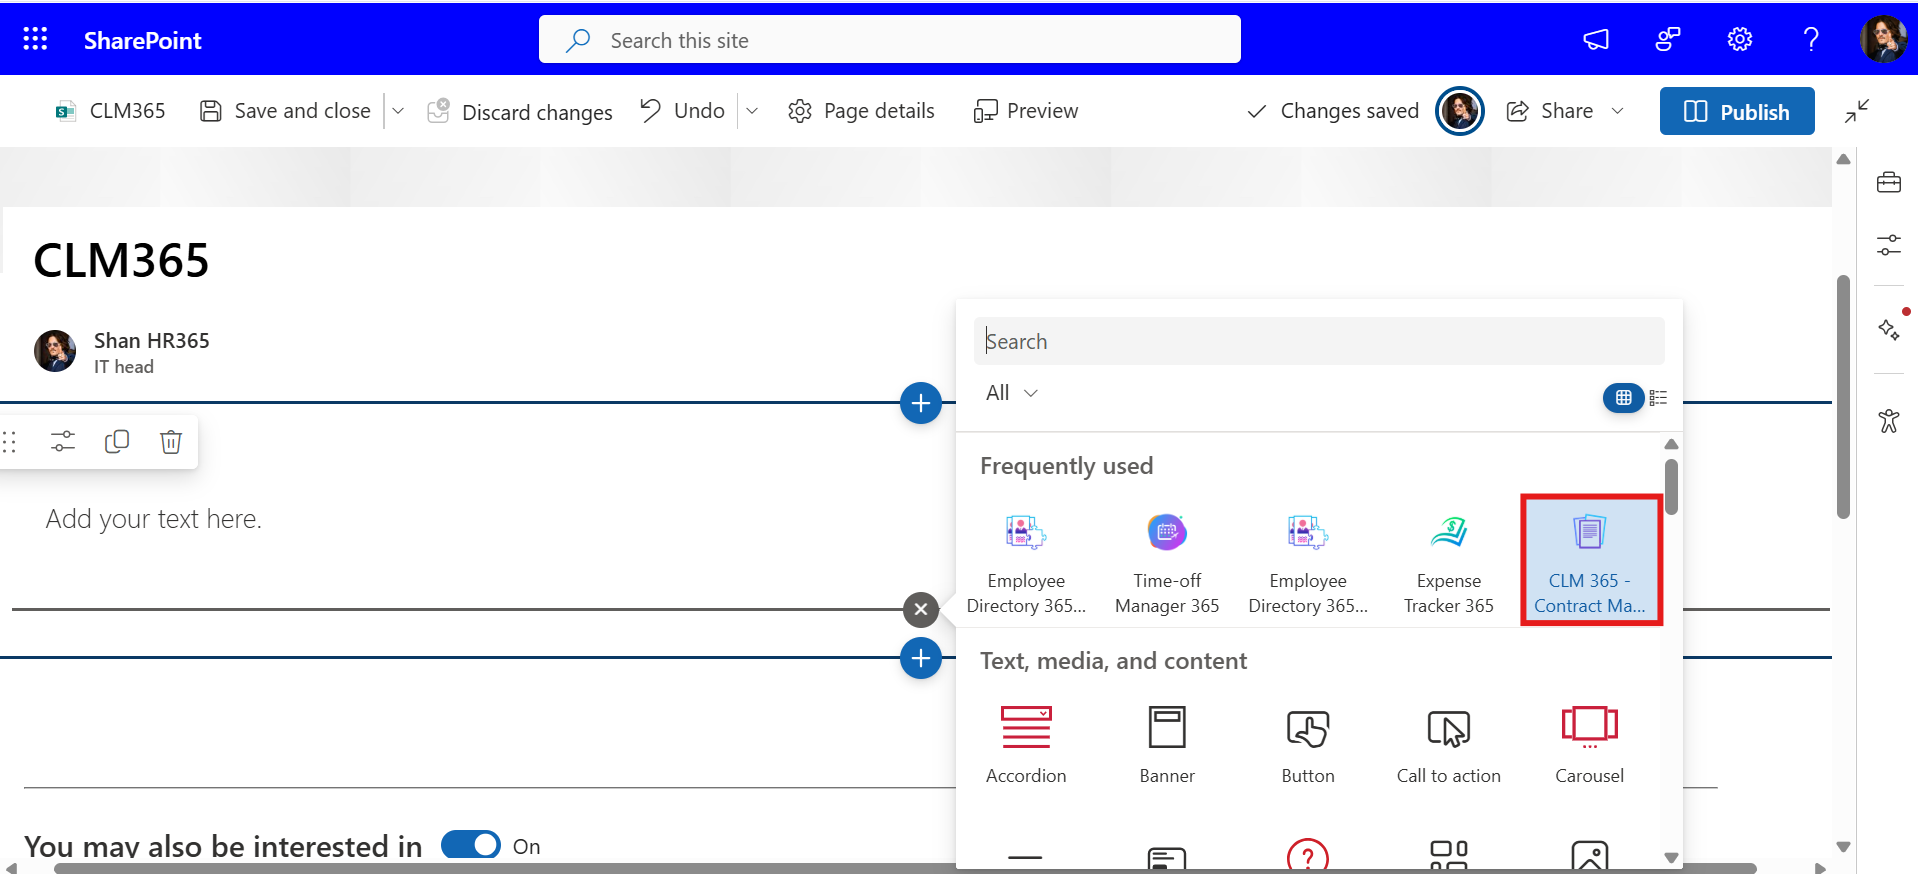 SharePoint
Search this site
CLM365
Save and close
Discard changes
Undo
Page details
Preview
Changes saved
Share
Publish
CLM365
Shan HR365
IT head
Add your text here.
Search
All
Frequently used
Employee
Directory 365...
Time-off
Manager 365
Employee
Directory 365...
Expense
Tracker 365
CLM 365 -
Contract Ma...
Text, media, and content
Accordion
Banner
Button
Call to action
Carousel
You may also be interested in
On